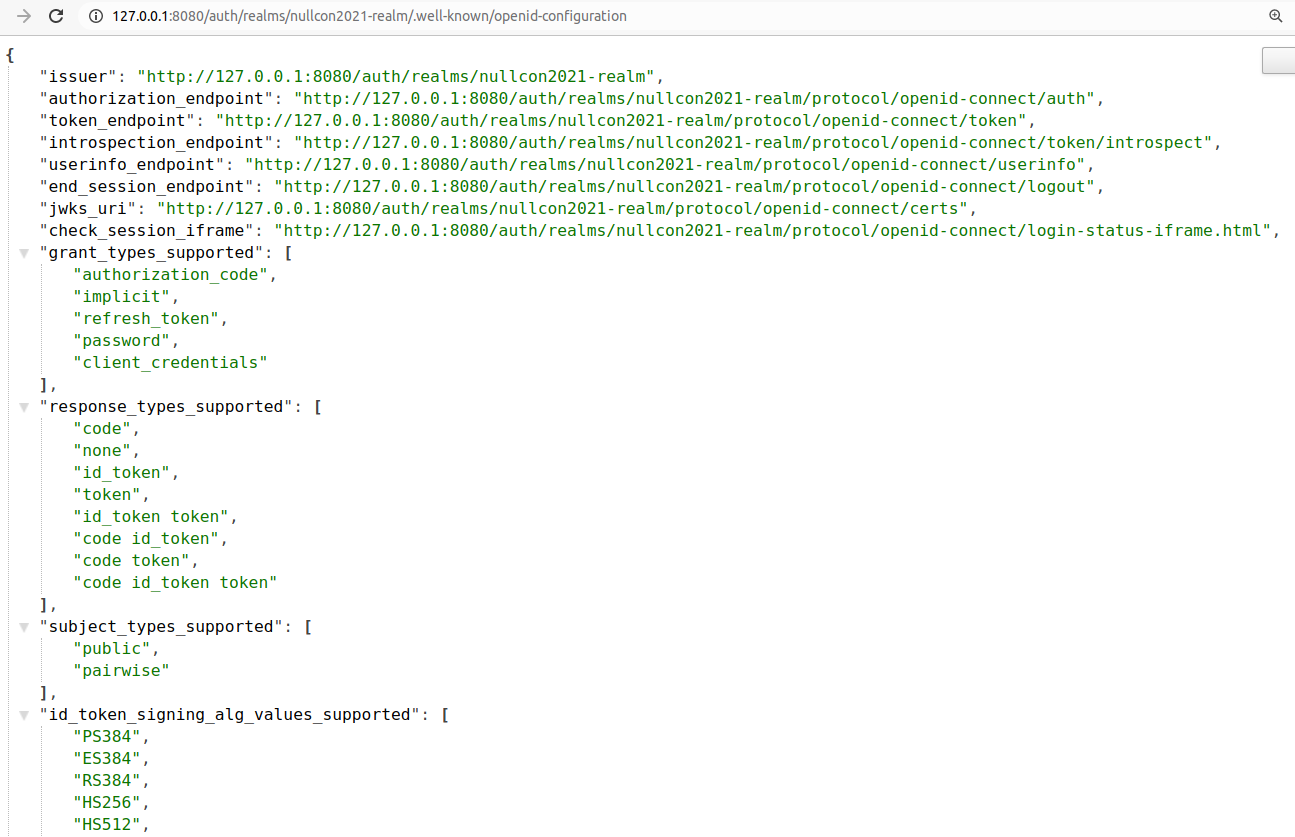 127.0.0.1:8080/auth/realms/nullcon2021-realm/.well-known/openid-configuration
{
"issuer": "http://127.0.0.1:8080/auth/realms/nullcon2021-realm",
"authorization_endpoint": "http://127.0.0.1:8080/auth/realms/nullcon2021-realm/protocol/openid-connect/auth",
"token_endpoint": "http://127.0.0.1:8080/auth/realms/nullcon2021-realm/protocol/openid-connect/token",
"introspection_endpoint": "http://127.0.0.1:8080/auth/realms/nullcon2021-realm/protocol/openid-connect/token/introspect",
"userinfo_endpoint": "http://127.0.0.1:8080/auth/realms/nullcon2021-realm/protocol/openid-connect/userinfo",
"end_session_endpoint": "http://127.0.0.1:8080/auth/realms/nullcon2021-realm/protocol/openid-connect/logout",
"jwks_uri": "http://127.0.0.1:8080/auth/realms/nullcon2021-realm/protocol/openid-connect/certs",
"check_session_iframe": "http://127.0.0.1:8080/auth/realms/nullcon2021-realm/protocol/openid-connect/login-status-iframe.html",
"grant_types_supported": [
"authorization_code",
"implicit",
"refresh_token",
"password",
"client_credentials"
],
"response_types_supported": [
"code",
"none",
"id_token",
"token",
"id_token token",
"code id_token",
"code token",
"code id_token token"
],
"subject_types_supported": [
"public",
"pairwise"
],
"id_token_signing_alg_values_supported": [
"PS384",
"ES384",
"RS384",
"HS256",
"HS512",